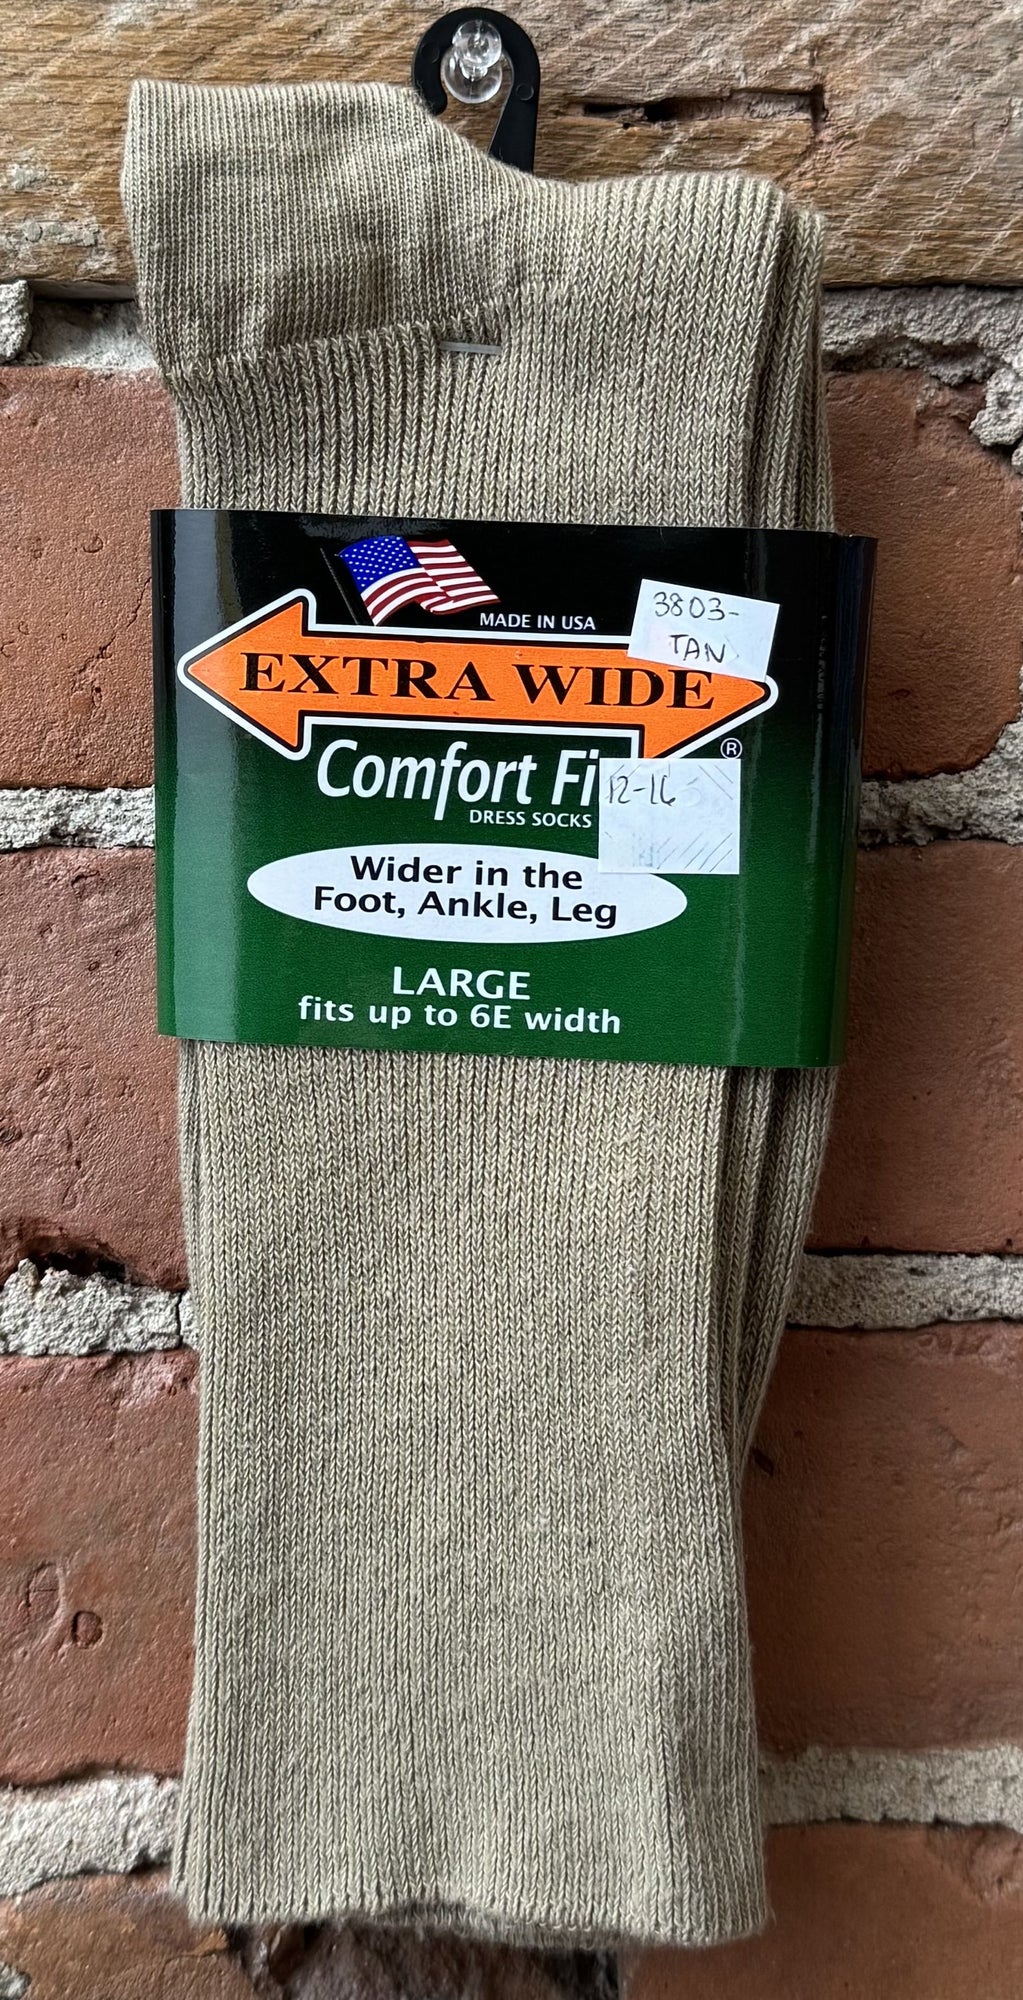 MADE IN USA
3803-
TAN
EXTRA WIDE
®
Comfort Fi
12-16
DRESS SOCKS
Wider in the
Foot, Ankle, Leg
LARGE
fits up to 6E width